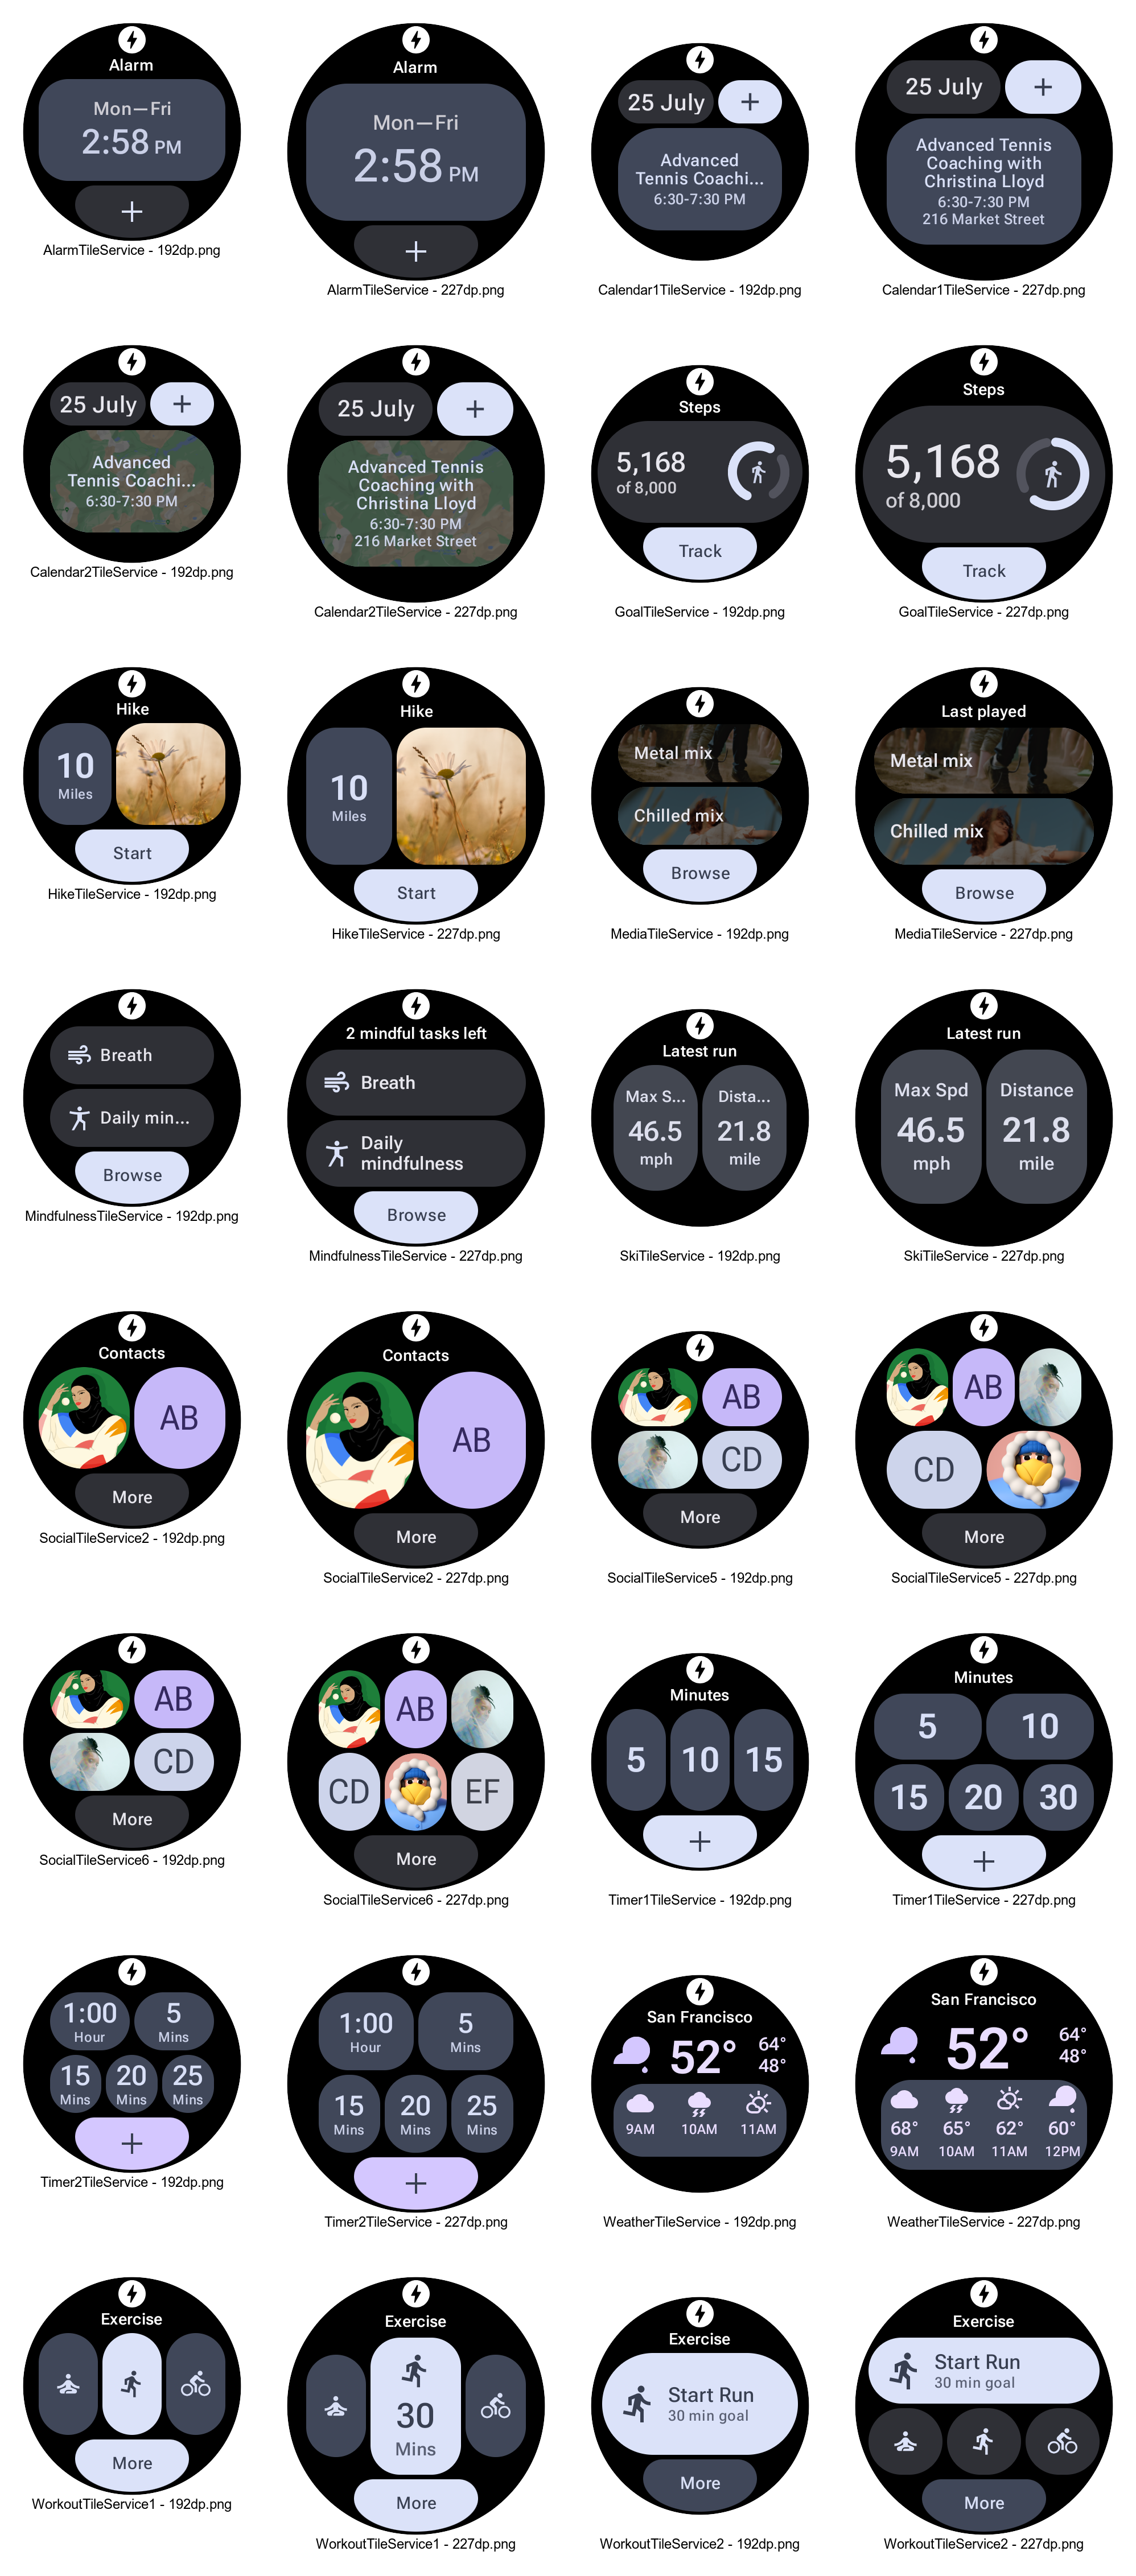 Alarm
Mon—Fri
2:58 PM
AlarmTileService - 192dp.png
Alarm
Mon—Fri
2:58 PM
AlarmTileService - 227dp.png
25 July
Advanced
Tennis Coachi...
6:30-7:30 PM
Calendar1TileService - 192dp.png
25 July
Advanced Tennis
Coaching with
Christina Lloyd
6:30-7:30 PM
216 Market Street
Calendar1TileService - 227dp.png
25 July
Advanced
Tennis Coachi...
6:30-7:30 PM
Calendar2TileService - 192dp.png
25 July
Advanced Tennis
Coaching with
Christina Lloyd
6:30-7:30 PM
216 Market Street
Calendar2TileService - 227dp.png
Steps
5,168
of 8,000
Track
GoalTileService - 192dp.png
Steps
5,168
of 8,000
Track
GoalTileService - 227dp.png
Hike
10
Miles
Start
HikeTileService - 192dp.png
Hike
10
Miles
Start
HikeTileService - 227dp.png
Metal mix
Chilled mix
Browse
MediaTileService - 192dp.png
Last played
Metal mix
Chilled mix
Browse
MediaTileService - 227dp.png
Breath
Daily min...
Browse
MindfulnessTileService - 192dp.png
2 mindful tasks left
Breath
Daily
mindfulness
Browse
MindfulnessTileService - 227dp.png
Latest run
Max S... Dista...
46.5 21.8
mph mile
SkiTileService - 192dp.png
Latest run
Max Spd Distance
46.5 21.8
mph mile
SkiTileService - 227dp.png
Contacts
AB
More
SocialTileService2 - 192dp.png
Contacts
AB
More
SocialTileService2 - 227dp.png
AB
CD
More
SocialTileService5 - 192dp.png
AB
CD
More
SocialTileService5 - 227dp.png
AB
CD
More
SocialTileService6 - 192dp.png
AB
CD EF
More
SocialTileService6 - 227dp.png
Minutes
5 10 15
Timer1TileService - 192dp.png
Minutes
5 10
15 20 30
Timer1TileService - 227dp.png
1:00 5
Hour Mins
15 20 25
Mins Mins Mins
Timer2TileService - 192dp.png
1:00 5
Hour Mins
15 20 25
Mins Mins Mins
Timer2TileService - 227dp.png
San Francisco
52° 64°
48°
9AM 10AM 11AM
WeatherTileService - 192dp.png
San Francisco
52° 64°
48°
68° 65° 62° 60°
9AM 10AM 11AM 12PM
WeatherTileService - 227dp.png
Exercise
More
WorkoutTileService1 - 192dp.png
Exercise
30
Mins
More
WorkoutTileService1 - 227dp.png
Exercise
Start Run
30 min goal
More
WorkoutTileService2 - 192dp.png
Exercise
Start Run
30 min goal
More
WorkoutTileService2 - 227dp.png